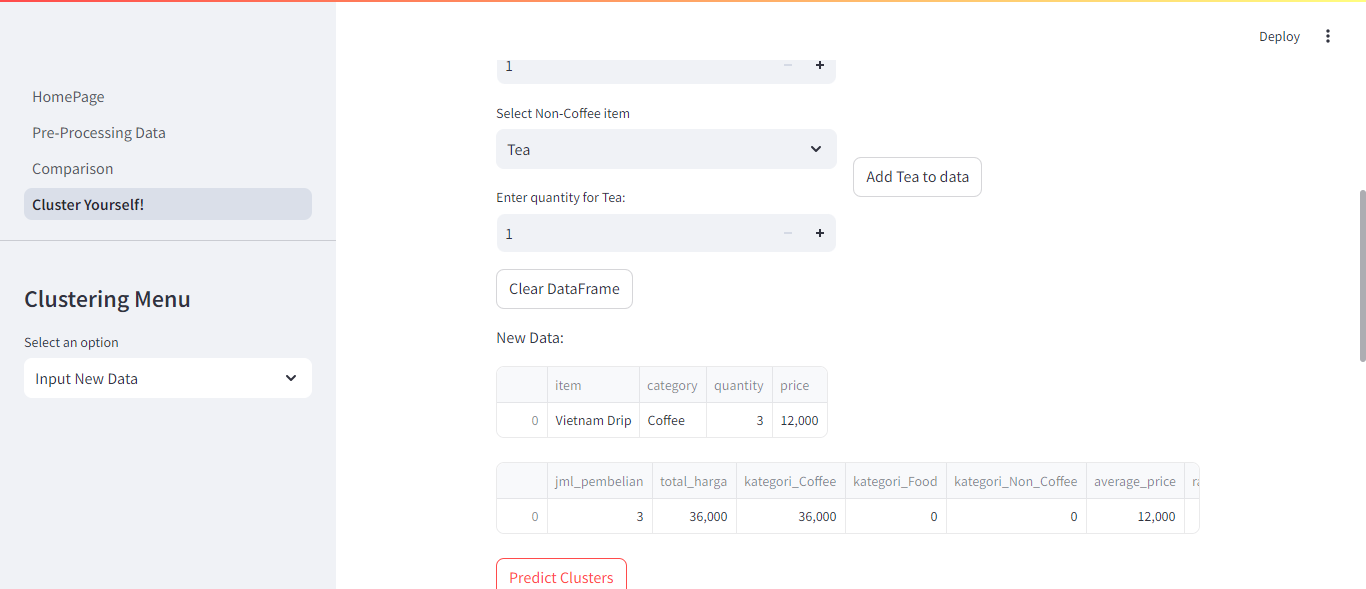 Deploy
HomePage
Pre-Processing Data
Comparison
Cluster Yourself!
Clustering Menu
Select an option
Input New Data
1
Select Non-Coffee item
Tea
Add Tea to data
Enter quantity for Tea:
1
Clear DataFrame
New Data:
item category quantity price
0 Vietnam Drip Coffee 3 12,000
jml_pembelian total_harga kategori_Coffee kategori_Food kategori_Non_Coffee average_price
0 3 36,000 36,000 0 0 12,000
Predict Clusters